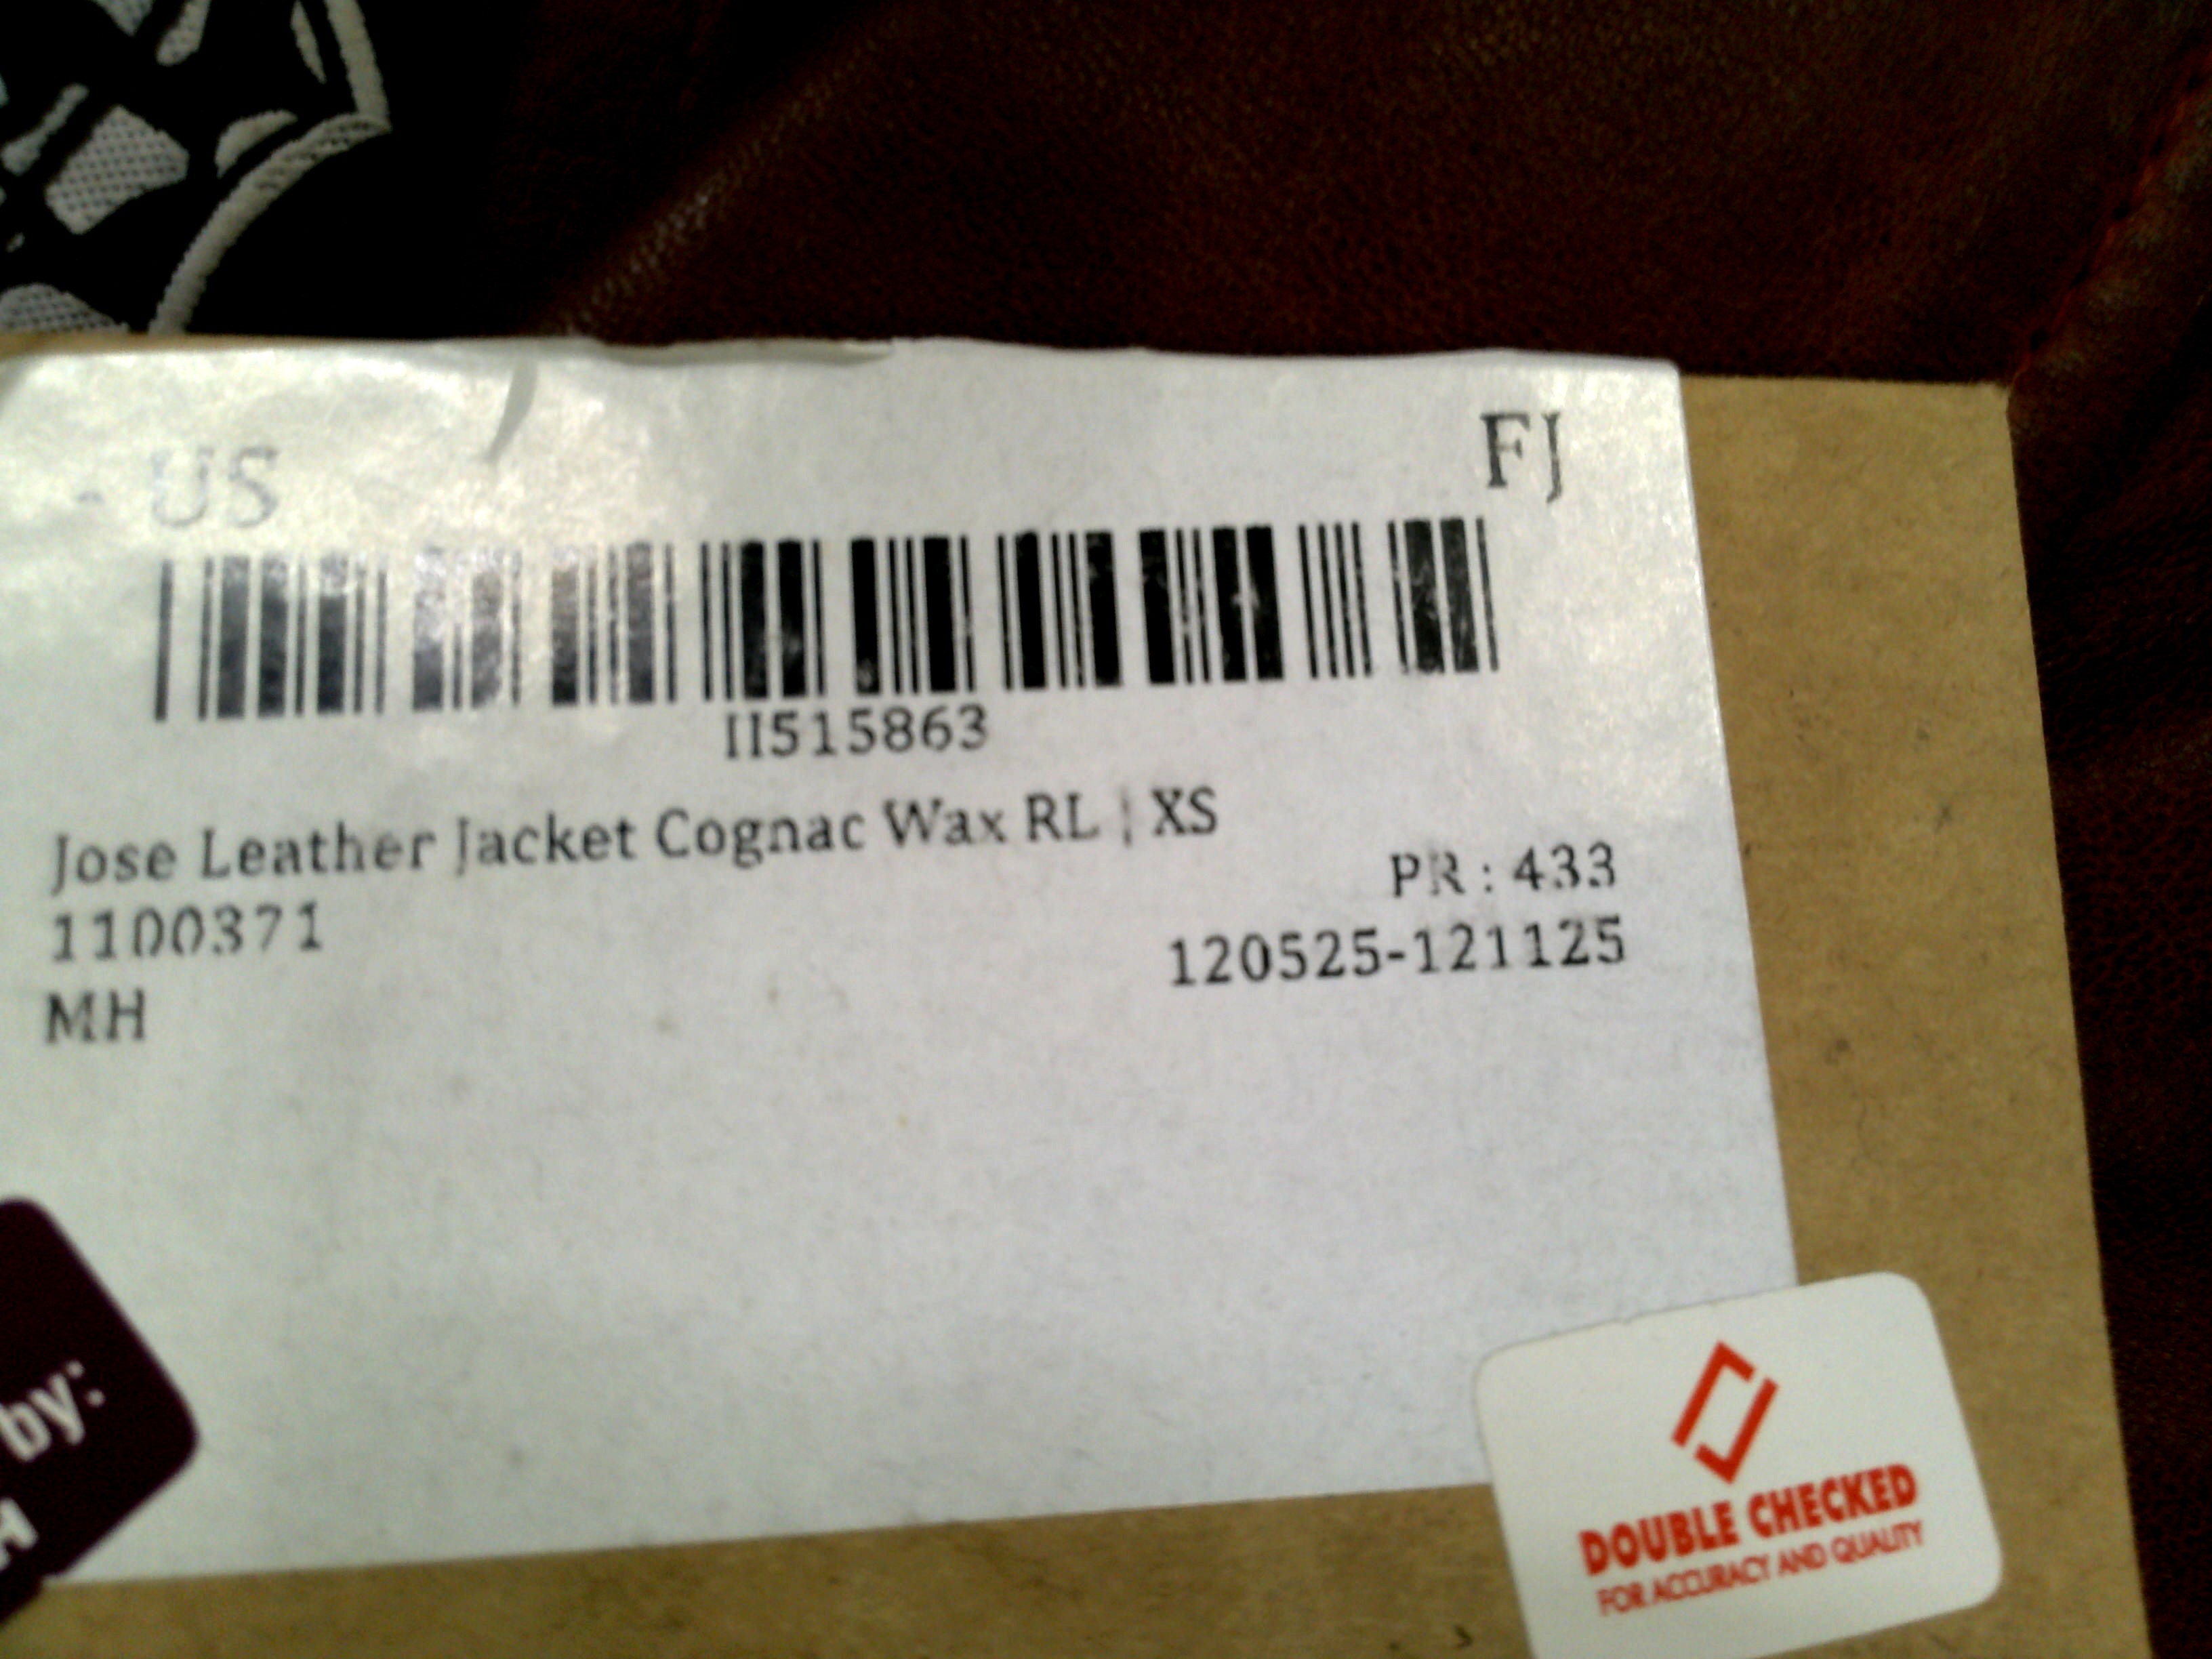 - US
FJ
II515863
Jose Leather Jacket Cognac Wax RL | XS
PR : 433
1100371
120525-121125
MH
by:
DOUBLE CHECKED
FOR ACCURACY AND QUALITY